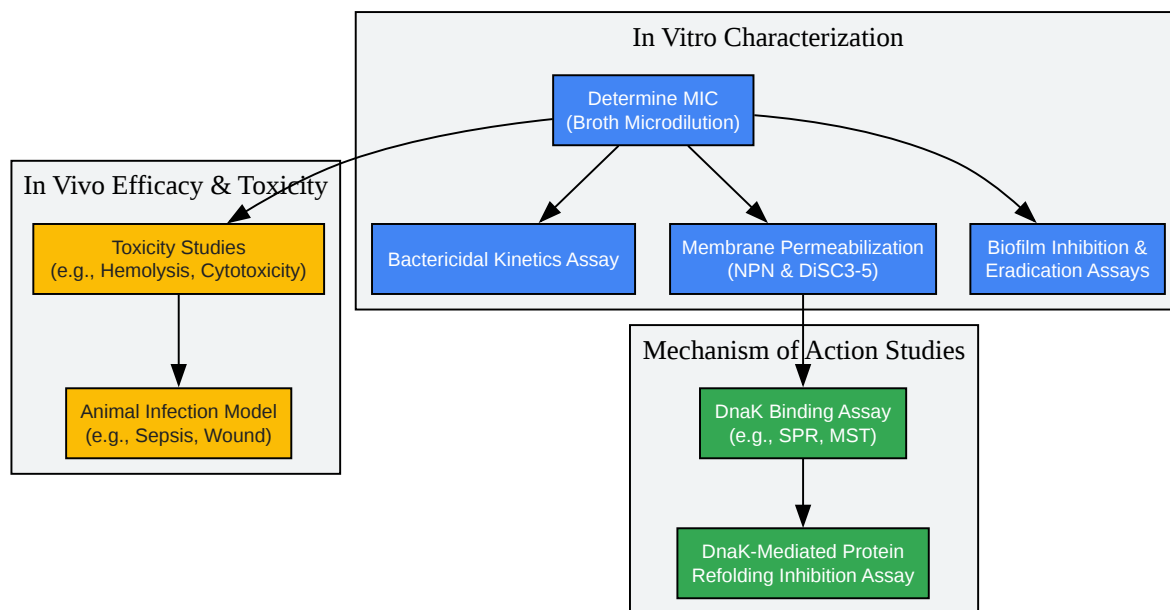 In Vitro Characterization
Determine MIC
(Broth Microdilution)
In Vivo Efficacy & Toxicity
Toxicity Studies
(e.g., Hemolysis, Cytotoxicity)
Bactericidal Kinetics Assay
Membrane Permeabilization
(NPN & DiSC3-5)
Biofilm Inhibition &
Eradication Assays
Mechanism of Action Studies
Animal Infection Model
(e.g., Sepsis, Wound)
DnaK Binding Assay
(e.g., SPR, MST)
DnaK-Mediated Protein
Refolding Inhibition Assay